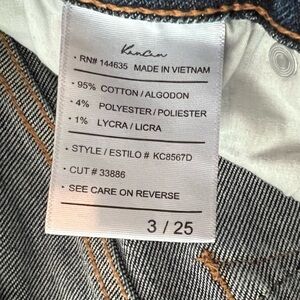 KanCan
• RN# 144635 MADE IN VIETNAM
• 95% COTTON / ALGODON
• 4% POLYESTER / POLIESTER
• 1% LYCRA / LICRA
• STYLE / ESTILO # KC8567D
• CUT # 33886
• SEE CARE ON REVERSE
3 / 25